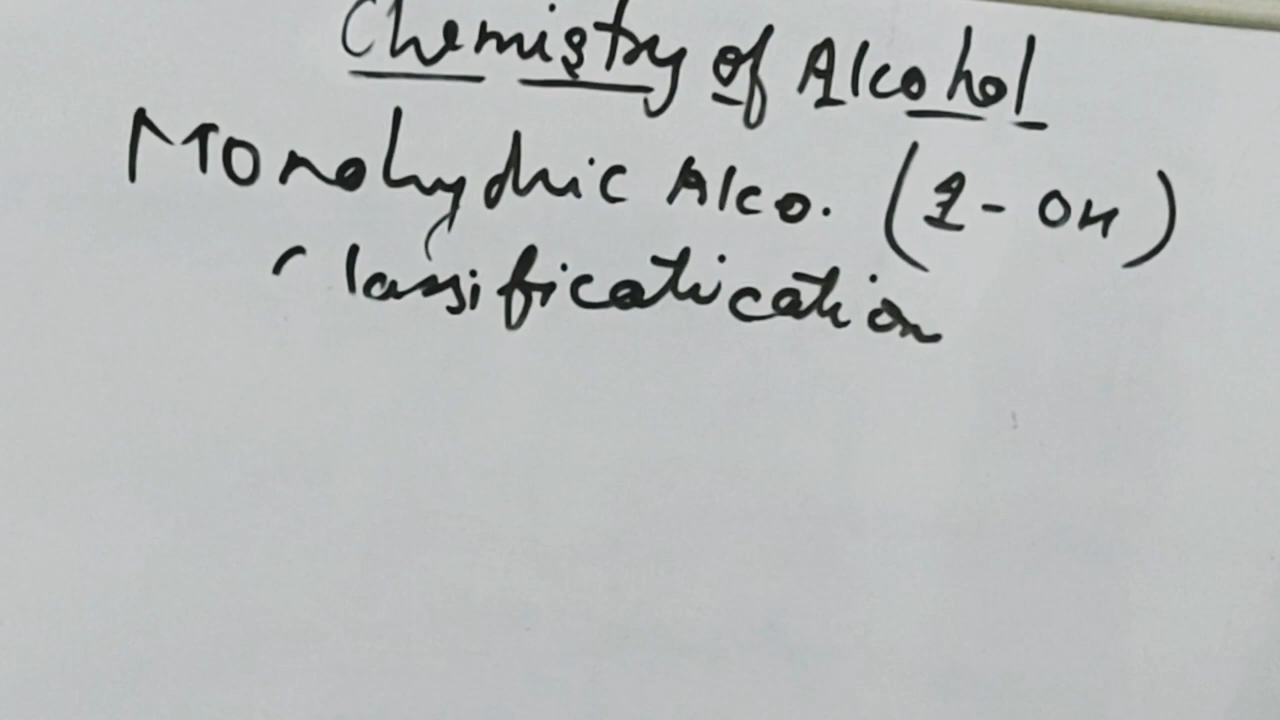 Chemistry of Alcohol
Monohydric Alco. (1-OH)
Classificatication